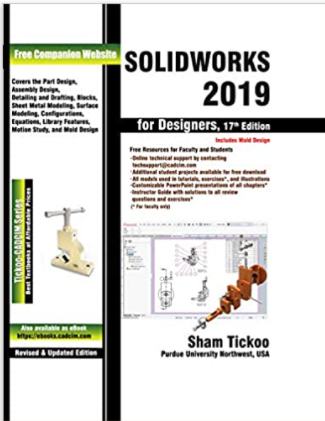 Free Companion Website
Covers the Part Design,
Assembly Design,
Detailing and Drafting, Blocks,
Sheet Metal Modeling, Surface
Modeling, Configurations,
Equations, Library Features,
Motion Study, and Mold Design
Tickoo-CADCIM Series
Best Textbooks at Affordable Prices
Also available as eBook
https://ebooks.cadcim.com
Revised & Updated Edition
SOLIDWORKS
2019
for Designers, 17th Edition
Includes Mold Design
Free Resources for Faculty and Students
-Online technical support by contacting
techsupport@cadcim.com
-Additional student projects available for free download
-All models used in tutorials, exercises*, and illustrations
-Customizable PowerPoint presentations of all chapters*
-Instructor Guide with solutions to all review
questions and exercises*
(* For faculty only)
Sham Tickoo
Purdue University Northwest, USA